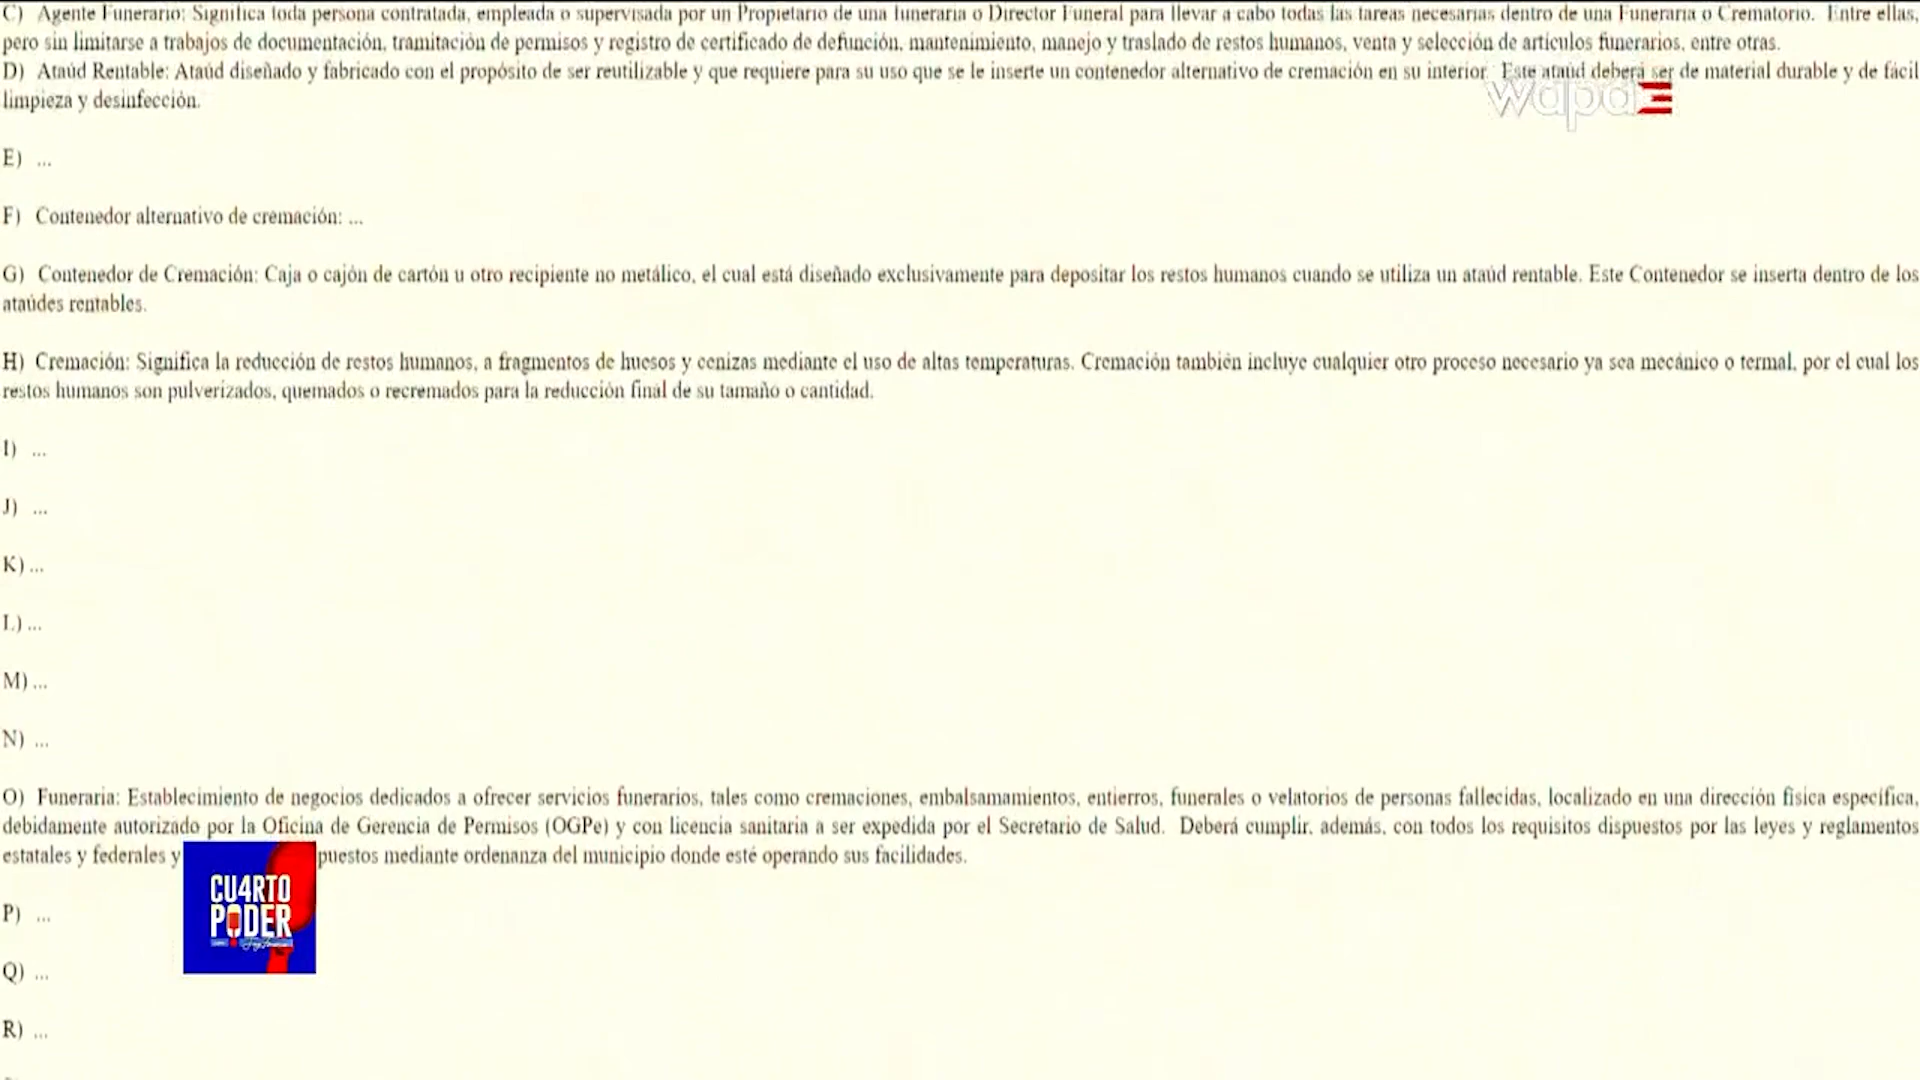 C) Agente Funerario: Significa toda persona contratada, empleada o supervisada por un Propietario de una funeraria o Director Funeral para llevar a cabo todas las tareas necesarias dentro de una Funeraria o Crematorio. Entre ellas,
pero sin limitarse a trabajos de documentación, tramitación de permisos y registro de certificado de defunción, mantenimiento, manejo y traslado de restos humanos, venta y selección de artículos funerarios, entre otras.
D) Ataúd Rentable: Ataúd diseñado y fabricado con el propósito de ser reutilizable y que requiere para su uso que se le inserte un contenedor alternativo de cremación en su interior. Este ataúd deberá ser de material durable y de fácil
limpieza y desinfección.
wapa
E) ...
F) Contenedor alternativo de cremación: ...
G) Contenedor de Cremación: Caja o cajón de cartón u otro recipiente no metálico, el cual está diseñado exclusivamente para depositar los restos humanos cuando se utiliza un ataúd rentable. Este Contenedor se inserta dentro de los
ataúdes rentables.
H) Cremación: Significa la reducción de restos humanos, a fragmentos de huesos y cenizas mediante el uso de altas temperaturas. Cremación también incluye cualquier otro proceso necesario ya sea mecánico o termal, por el cual los
restos humanos son pulverizados, quemados o recremados para la reducción final de su tamaño o cantidad.
I) ...
J) ...
K) ...
L) ...
M) ...
N) ...
O) Funeraria: Establecimiento de negocios dedicados a ofrecer servicios funerarios, tales como cremaciones, embalsamamientos, entierros, funerales o velatorios de personas fallecidas, localizado en una dirección física específica,
debidamente autorizado por la Oficina de Gerencia de Permisos (OGPe) y con licencia sanitaria a ser expedida por el Secretario de Salud. Deberá cumplir, además, con todos los requisitos dispuestos por las leyes y reglamentos
estatales y federales y puestos mediante ordenanza del municipio donde esté operando sus facilidades.
CU4RTO
PODER
P) ...
Q) ...
R) ...